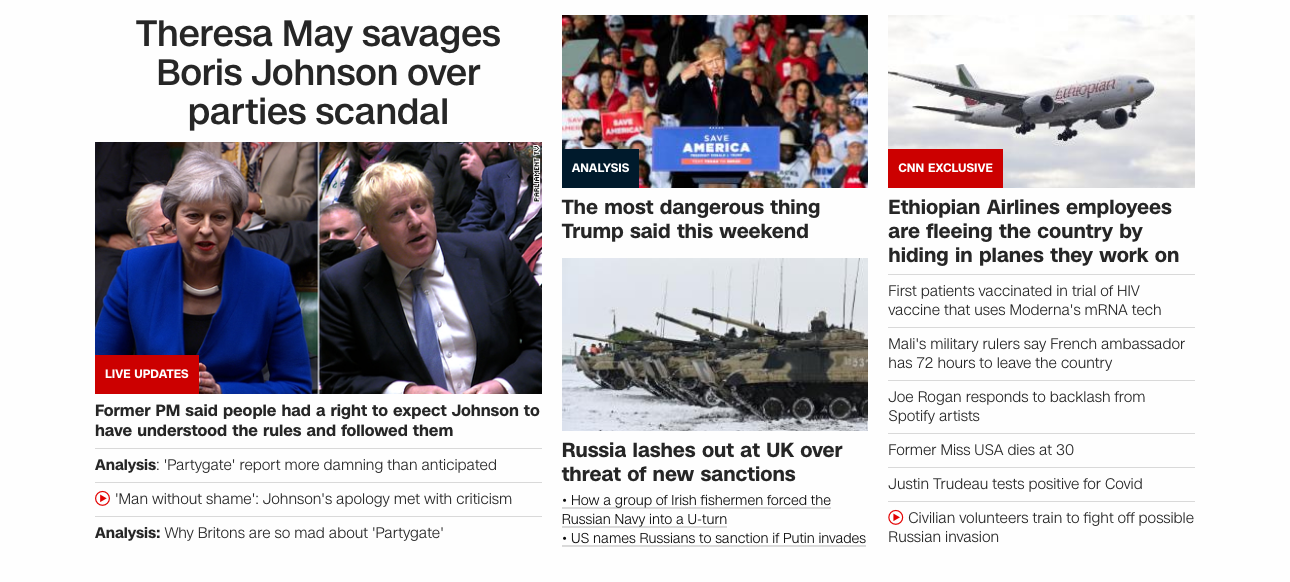 Theresa May savages
Boris Johnson over
parties scandal
PARLIAMENT TV
LIVE UPDATES
Former PM said people had a right to expect Johnson to
have understood the rules and followed them
Analysis: 'Partygate' report more damning than anticipated
'Man without shame': Johnson's apology met with criticism
Analysis: Why Britons are so mad about 'Partygate'
SAVE
AMERICA
SAVE
AMERICA
ANALYSIS
The most dangerous thing
Trump said this weekend
Russia lashes out at UK over
threat of new sanctions
• How a group of Irish fishermen forced the
Russian Navy into a U-turn
• US names Russians to sanction if Putin invades
Ethiopian
CNN EXCLUSIVE
Ethiopian Airlines employees
are fleeing the country by
hiding in planes they work on
First patients vaccinated in trial of HIV
vaccine that uses Moderna's mRNA tech
Mali's military rulers say French ambassador
has 72 hours to leave the country
Joe Rogan responds to backlash from
Spotify artists
Former Miss USA dies at 30
Justin Trudeau tests positive for Covid
Civilian volunteers train to fight off possible
Russian invasion